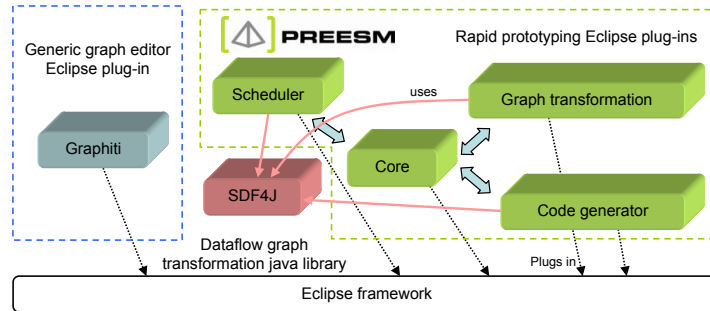 Generic graph editor
Eclipse plug-in
PREESM
Rapid prototyping Eclipse plug-ins
Scheduler
uses
Graph transformation
Graphiti
Core
SDF4J
Code generator
Dataflow graph
transformation java library
Plugs in
Eclipse framework